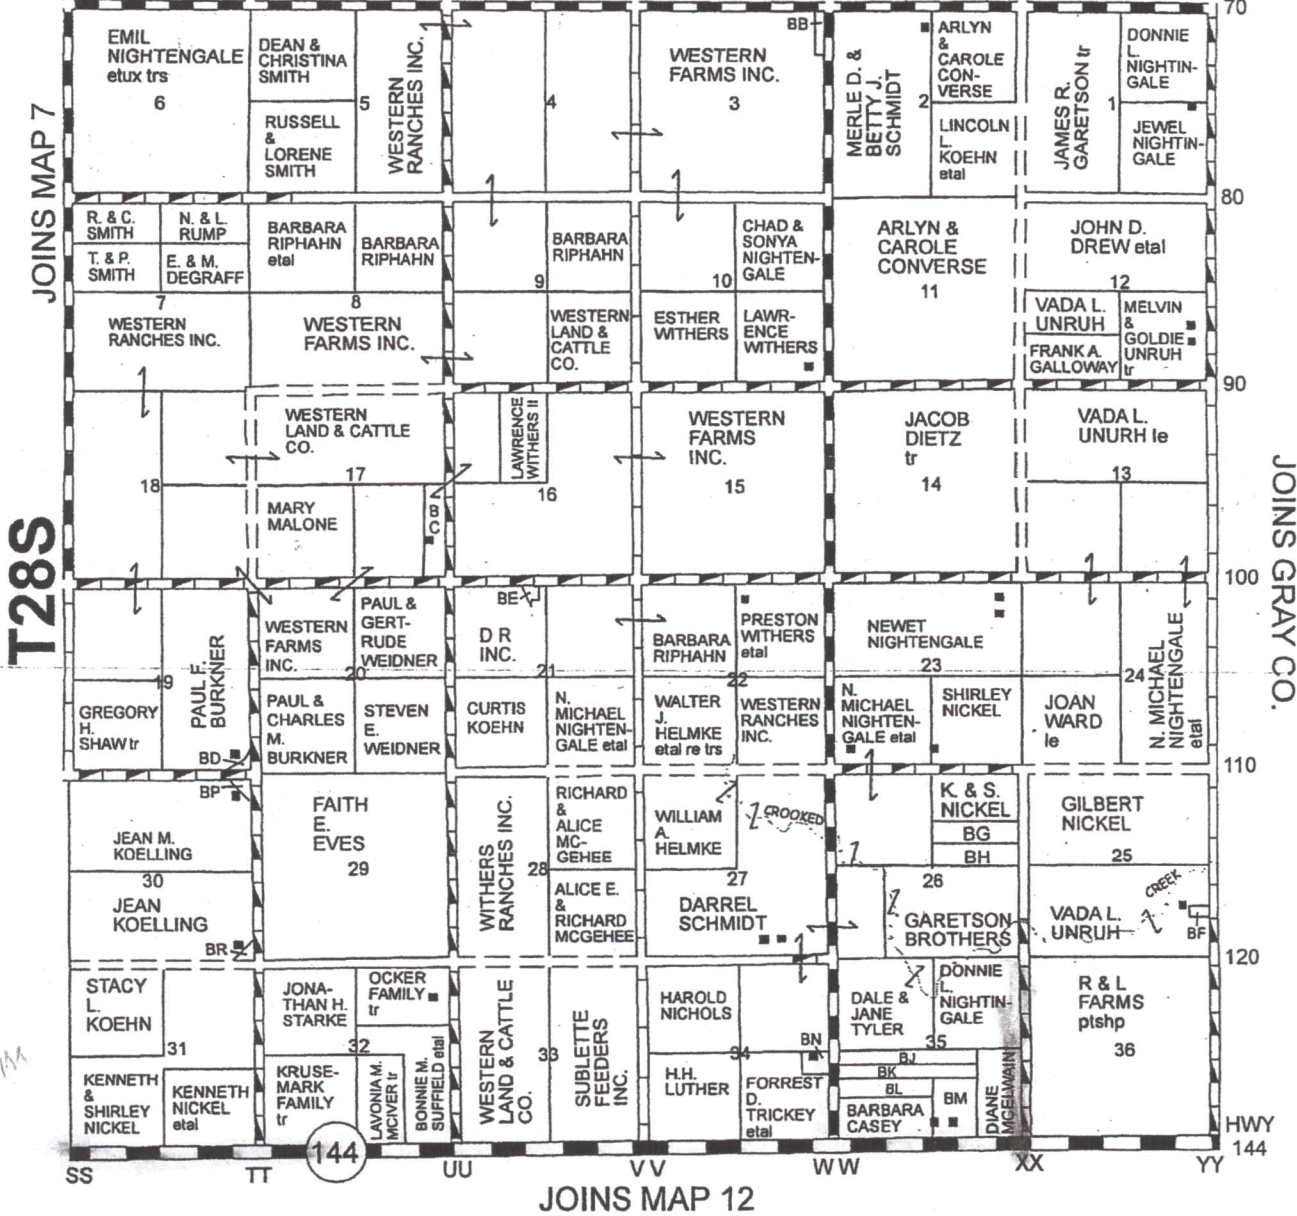 70
EMIL
NIGHTENGALE
etux trs
6
DEAN &
CHRISTINA
SMITH
RUSSELL
&
LORENE
SMITH
5
WESTERN
RANCHES INC.
4
WESTERN
FARMS INC.
3
BB
MERLE D. &
BETTY J.
SCHMIDT
2
ARLYN
&
CAROLE
CON-
VERSE
LINCOLN
L.
KOEHN
etal
JAMES R.
GARETSON tr
1
DONNIE
L.
NIGHTIN-
GALE
JEWEL
NIGHTIN-
GALE
JOINS MAP 7
80
R. & C.
SMITH
N. & L.
RUMP
T. & P.
SMITH
E. & M.
DEGRAFF
7
WESTERN
RANCHES INC.
BARBARA
RIPHAHN
etal
BARBARA
RIPHAHN
8
WESTERN
FARMS INC.
BARBARA
RIPHAHN
9
WESTERN
LAND &
CATTLE
CO.
CHAD &
SONYA
NIGHTEN-
GALE
10
ESTHER
WITHERS
LAWR-
ENCE
WITHERS
ARLYN &
CAROLE
CONVERSE
11
JOHN D.
DREW etal
12
VADA L.
UNRUH
FRANK A.
GALLOWAY
MELVIN
&
GOLDIE
UNRUH
tr
90
18
WESTERN
LAND & CATTLE
CO.
17
MARY
MALONE
B
C
LAWRENCE
WITHERS II
16
WESTERN
FARMS
INC.
15
JACOB
DIETZ
tr
14
VADA L.
UNURH le
13
JOINS GRAY CO.
T28S
100
19
PAUL F.
BURKNER
GREGORY
H.
SHAW tr
BD
WESTERN
FARMS
INC.
PAUL &
GERT-
RUDE
WEIDNER
20
PAUL &
CHARLES
M.
BURKNER
STEVEN
E.
WEIDNER
BE
D R
INC.
21
CURTIS
KOEHN
N.
MICHAEL
NIGHTEN-
GALE etal
BARBARA
RIPHAHN
PRESTON
WITHERS
etal
22
WALTER
J.
HELMKE
etal re trs
WESTERN
RANCHES
INC.
NEWET
NIGHTENGALE
23
N.
MICHAEL
NIGHTEN-
GALE etal
SHIRLEY
NICKEL
24
JOAN
WARD
le
N. MICHAEL
NIGHTENGALE
etal
110
BP
JEAN M.
KOELLING
30
JEAN
KOELLING
BR
FAITH
E.
EVES
29
WITHERS
RANCHES INC.
28
RICHARD
&
ALICE
MC-
GEHEE
ALICE E.
&
RICHARD
MCGEHEE
WILLIAM
A.
HELMKE
CROOKED
27
DARREL
SCHMIDT
K. & S.
NICKEL
BG
BH
26
GARETSON
BROTHERS
GILBERT
NICKEL
25
CREEK
VADA L.
UNRUH
BF
120
STACY
L.
KOEHN
31
KENNETH
&
SHIRLEY
NICKEL
KENNETH
NICKEL
etal
JONA-
THAN H.
STARKE
OCKER
FAMILY
tr
32
KRUSE-
MARK
FAMILY
tr
LAVONIA M.
MCIVER tr
BONNIE M.
SUFFIELD etal
WESTERN
LAND & CATTLE
CO.
33
SUBLETTE
FEEDERS
INC.
HAROLD
NICHOLS
34
BN
H.H.
LUTHER
FORREST
D.
TRICKEY
etal
DALE &
JANE
TYLER
DONNIE
L.
NIGHTIN-
GALE
35
BJ
BK
BL
BM
BARBARA
CASEY
DIANE
MCELWAIN
R & L
FARMS
ptshp
36
HWY
144
144
SS
TT
UU
VV
WW
XX
YY
JOINS MAP 12